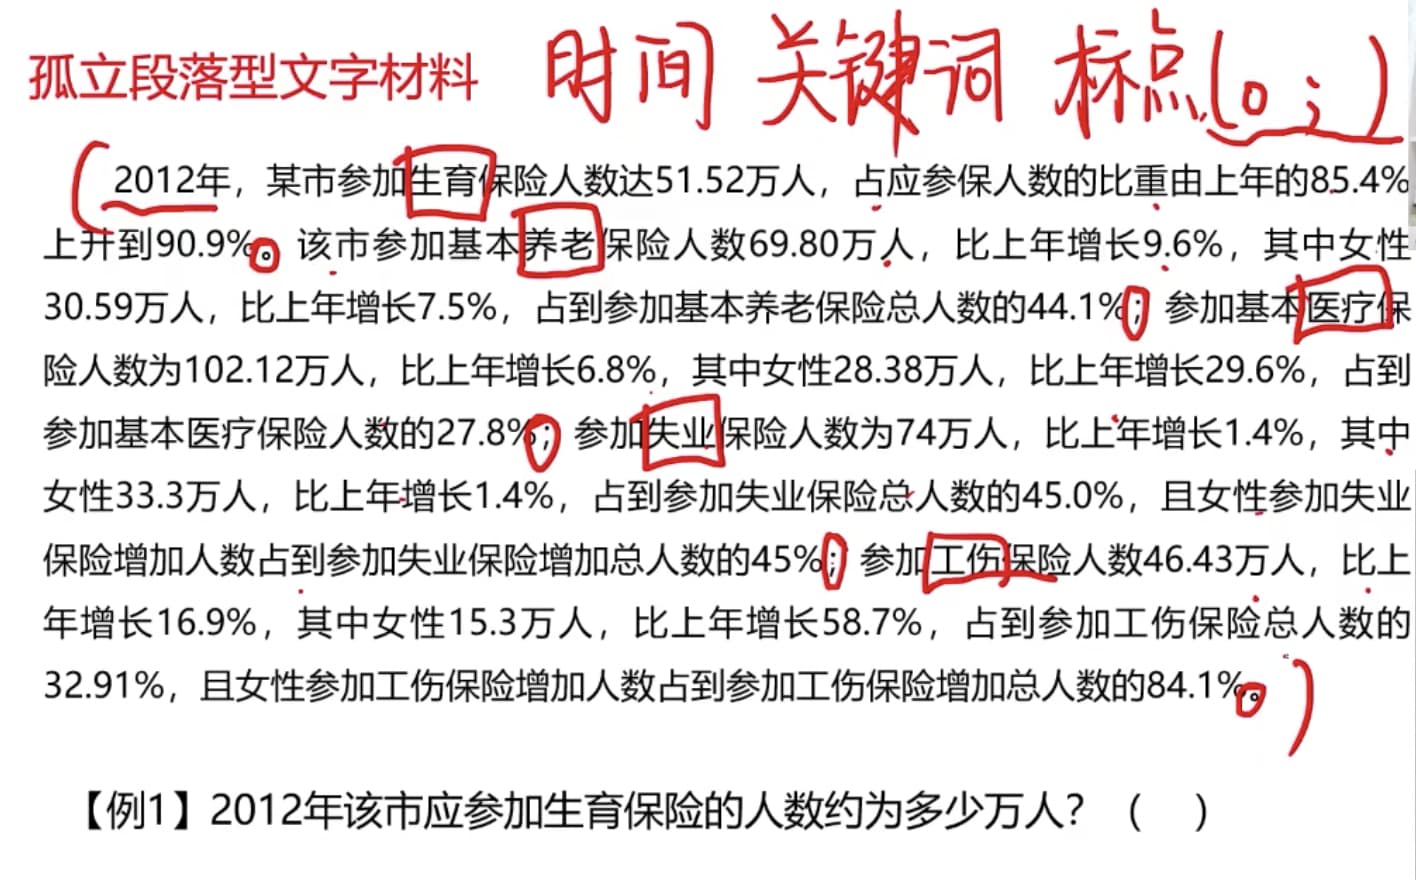 孤立段落型文字材料 时间 关键词 标点(。;)
2012年，某市参加生育保险人数达51.52万人，占应参保人数的比重由上年的85.4%
上升到90.9%。该市参加基本养老保险人数69.80万人，比上年增长9.6%，其中女性
30.59万人，比上年增长7.5%，占到参加基本养老保险总人数的44.1%；参加基本医疗保
险人数为102.12万人，比上年增长6.8%，其中女性28.38万人，比上年增长29.6%，占到
参加基本医疗保险人数的27.8%；参加失业保险人数为74万人，比上年增长1.4%，其中
女性33.3万人，比上年增长1.4%，占到参加失业保险总人数的45.0%，且女性参加失业
保险增加人数占到参加失业保险增加总人数的45%；参加工伤保险人数46.43万人，比上
年增长16.9%，其中女性15.3万人，比上年增长58.7%，占到参加工伤保险总人数的
32.91%，且女性参加工伤保险增加人数占到参加工伤保险增加总人数的84.1%。
【例1】2012年该市应参加生育保险的人数约为多少万人？（ ）